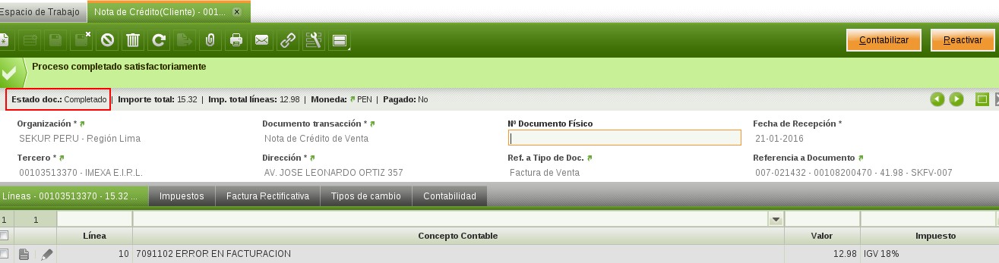 Espacio de Trabajo Nota de Crédito(Cliente) - 001...
Contabilizar Reactivar
Proceso completado satisfactoriamente
Estado doc.: Completado | Importe total: 15.32 | Imp. total líneas: 12.98 | Moneda: PEN | Pagado: No
Organización * Documento transacción * Nº Documento Físico Fecha de Recepción *
SEKUR PERU - Región Lima Nota de Crédito de Venta 21-01-2016
Tercero * Dirección * Ref. a Tipo de Doc. Referencia a Documento
00103513370 - IMEXA E.I.R.L. AV. JOSE LEONARDO ORTIZ 357 Factura de Venta 007-021432 - 00108200470 - 41.98 - SKFV-007
Líneas - 00103513370 - 15.32 ... Impuestos Factura Rectificativa Tipos de cambio Contabilidad
1 1
Línea Concepto Contable Valor Impuesto
10 7091102 ERROR EN FACTURACION 12.98 IGV 18%